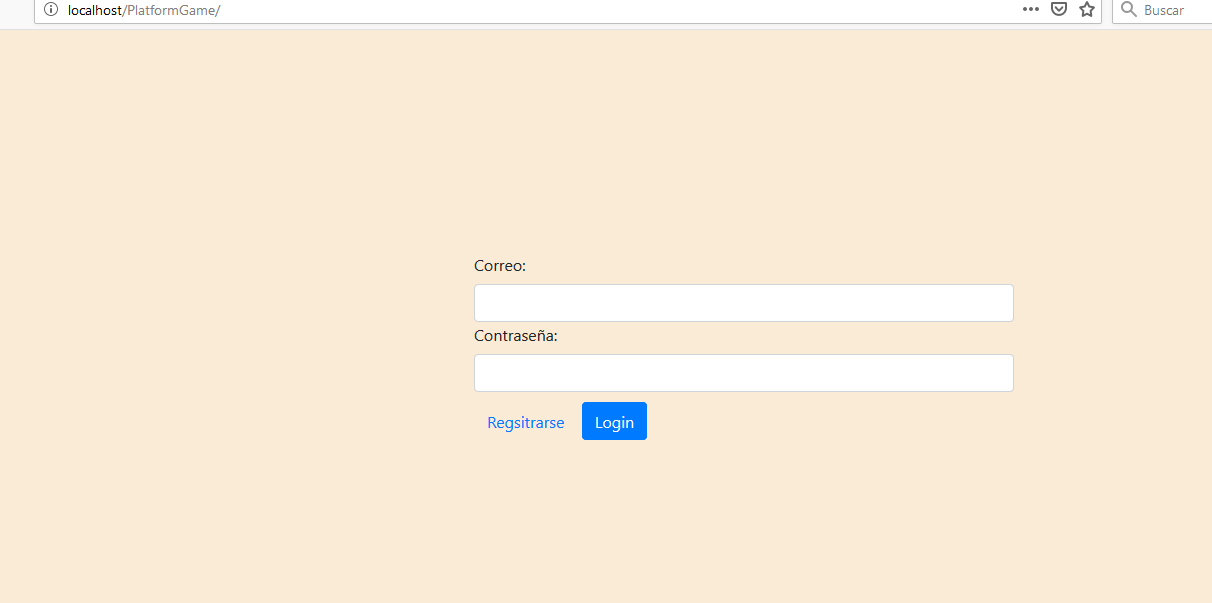 localhost/PlatformGame/
Buscar
Correo:
Contraseña:
Regsitrarse
Login